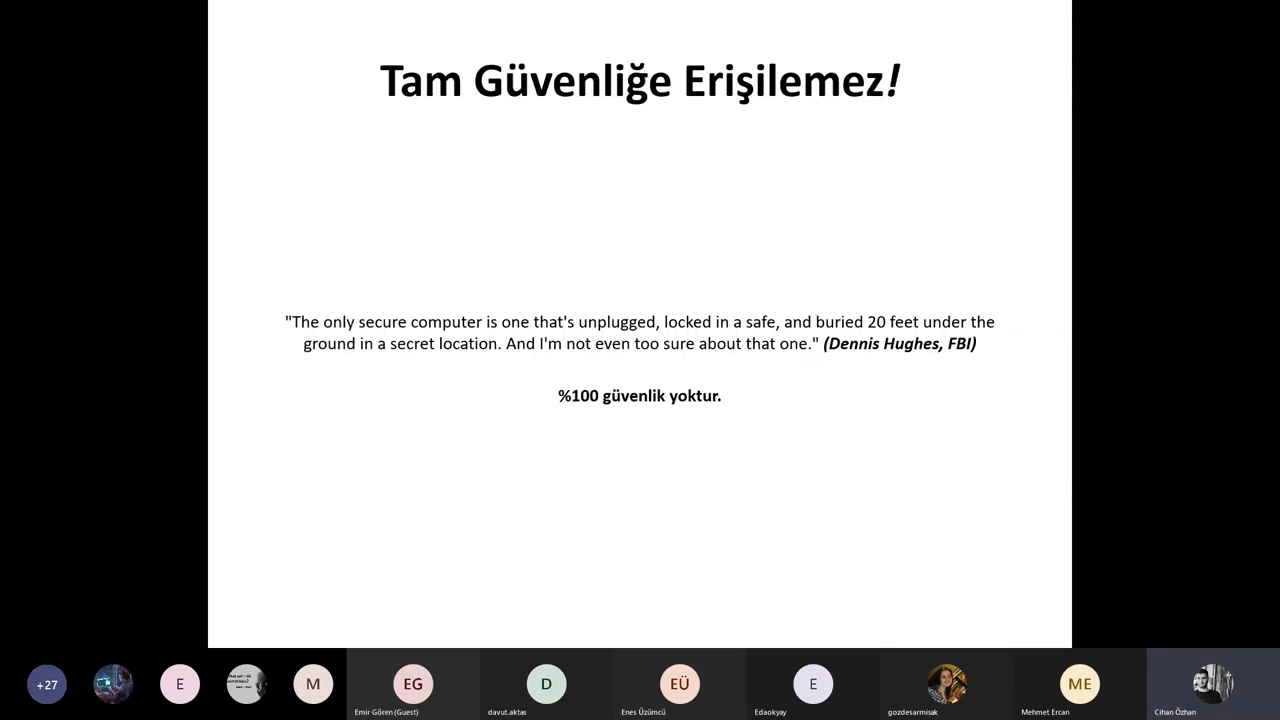 Tam Güvenliğe Erişilemez!
"The only secure computer is one that's unplugged, locked in a safe, and buried 20 feet under the
ground in a secret location. And I'm not even too sure about that one." (Dennis Hughes, FBI)
%100 güvenlik yoktur.
+27
E
M
EG
D
EÜ
E
ME
Emir Gören (Guest)
davut.aktas
Enes Üzümcü
Edaokyay
gozdesarmisak
Mehmet Ercan
Cihan Özhan